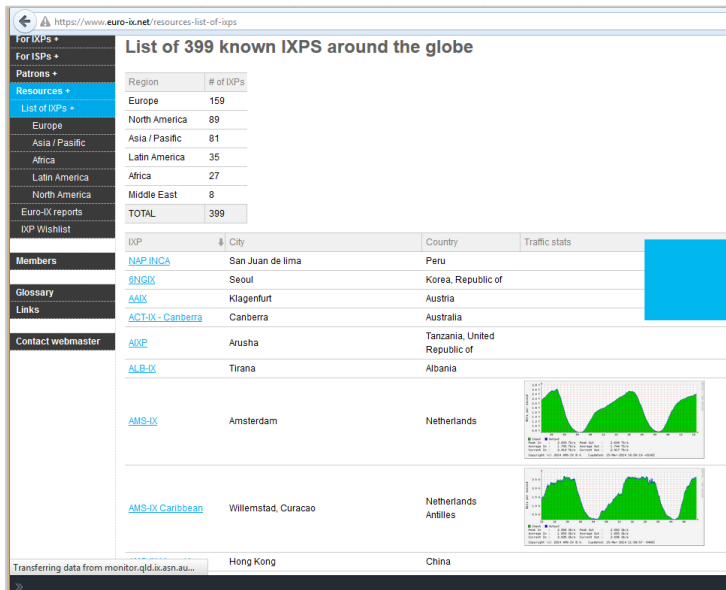 https://www.euro-ix.net/resources-list-of-ixps
For IXPs +
For ISPs +
Patrons +
Resources +
List of IXPs +
Europe
Asia / Pasific
Africa
Latin America
North America
Euro-IX reports
IXP Wishlist
Members
Glossary
Links
Contact webmaster
List of 399 known IXPS around the globe
Region # of IXPs
Europe 159
North America 89
Asia / Pasific 81
Latin America 35
Africa 27
Middle East 8
TOTAL 399
IXP City Country Traffic stats
NAP INCA San Juan de lima Peru
6NGIX Seoul Korea, Republic of
AAIX Klagenfurt Austria
ACT-IX - Canberra Canberra Australia
AIXP Arusha Tanzania, United
Republic of
ALB-IX Tirana Albania
AMS-IX Amsterdam Netherlands
AMS-IX Caribbean Willemstad, Curacao Netherlands
Antilles
Hong Kong China
Transferring data from monitor.qld.ix.asn.au...
»